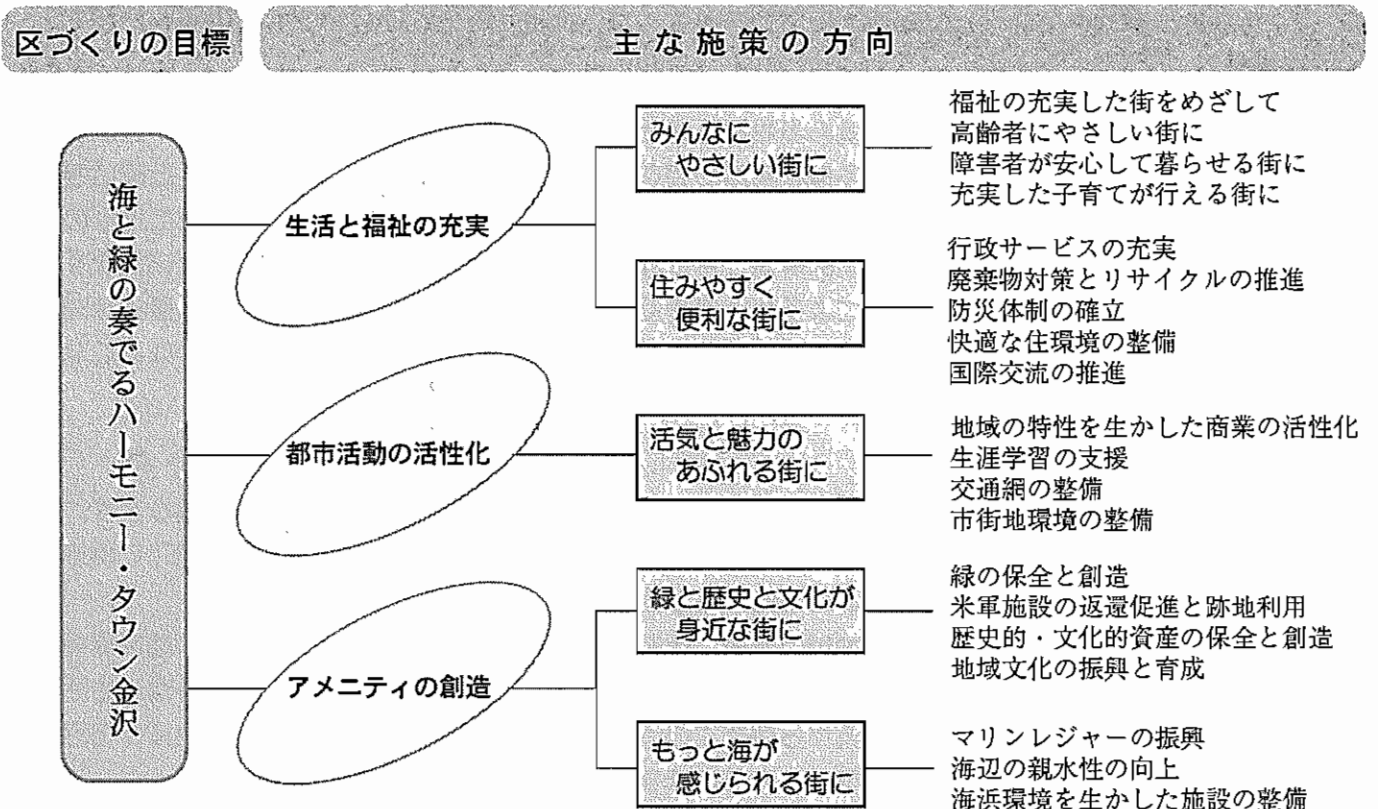 区づくりの目標
主な施策の方向
海と緑の奏でるハーモニー・タウン金沢
生活と福祉の充実
みんなに
やさしい街に
福祉の充実した街をめざして
高齢者にやさしい街に
障害者が安心して暮らせる街に
充実した子育てが行える街に
住みやすく
便利な街に
行政サービスの充実
廃棄物対策とリサイクルの推進
防災体制の確立
快適な住環境の整備
国際交流の推進
都市活動の活性化
活気と魅力の
あふれる街に
地域の特性を生かした商業の活性化
生涯学習の支援
交通網の整備
市街地環境の整備
アメニティの創造
緑と歴史と文化が
身近な街に
緑の保全と創造
米軍施設の返還促進と跡地利用
歴史的・文化的資産の保全と創造
地域文化の振興と育成
もっと海が
感じられる街に
マリンレジャーの振興
海辺の親水性の向上
海浜環境を生かした施設の整備